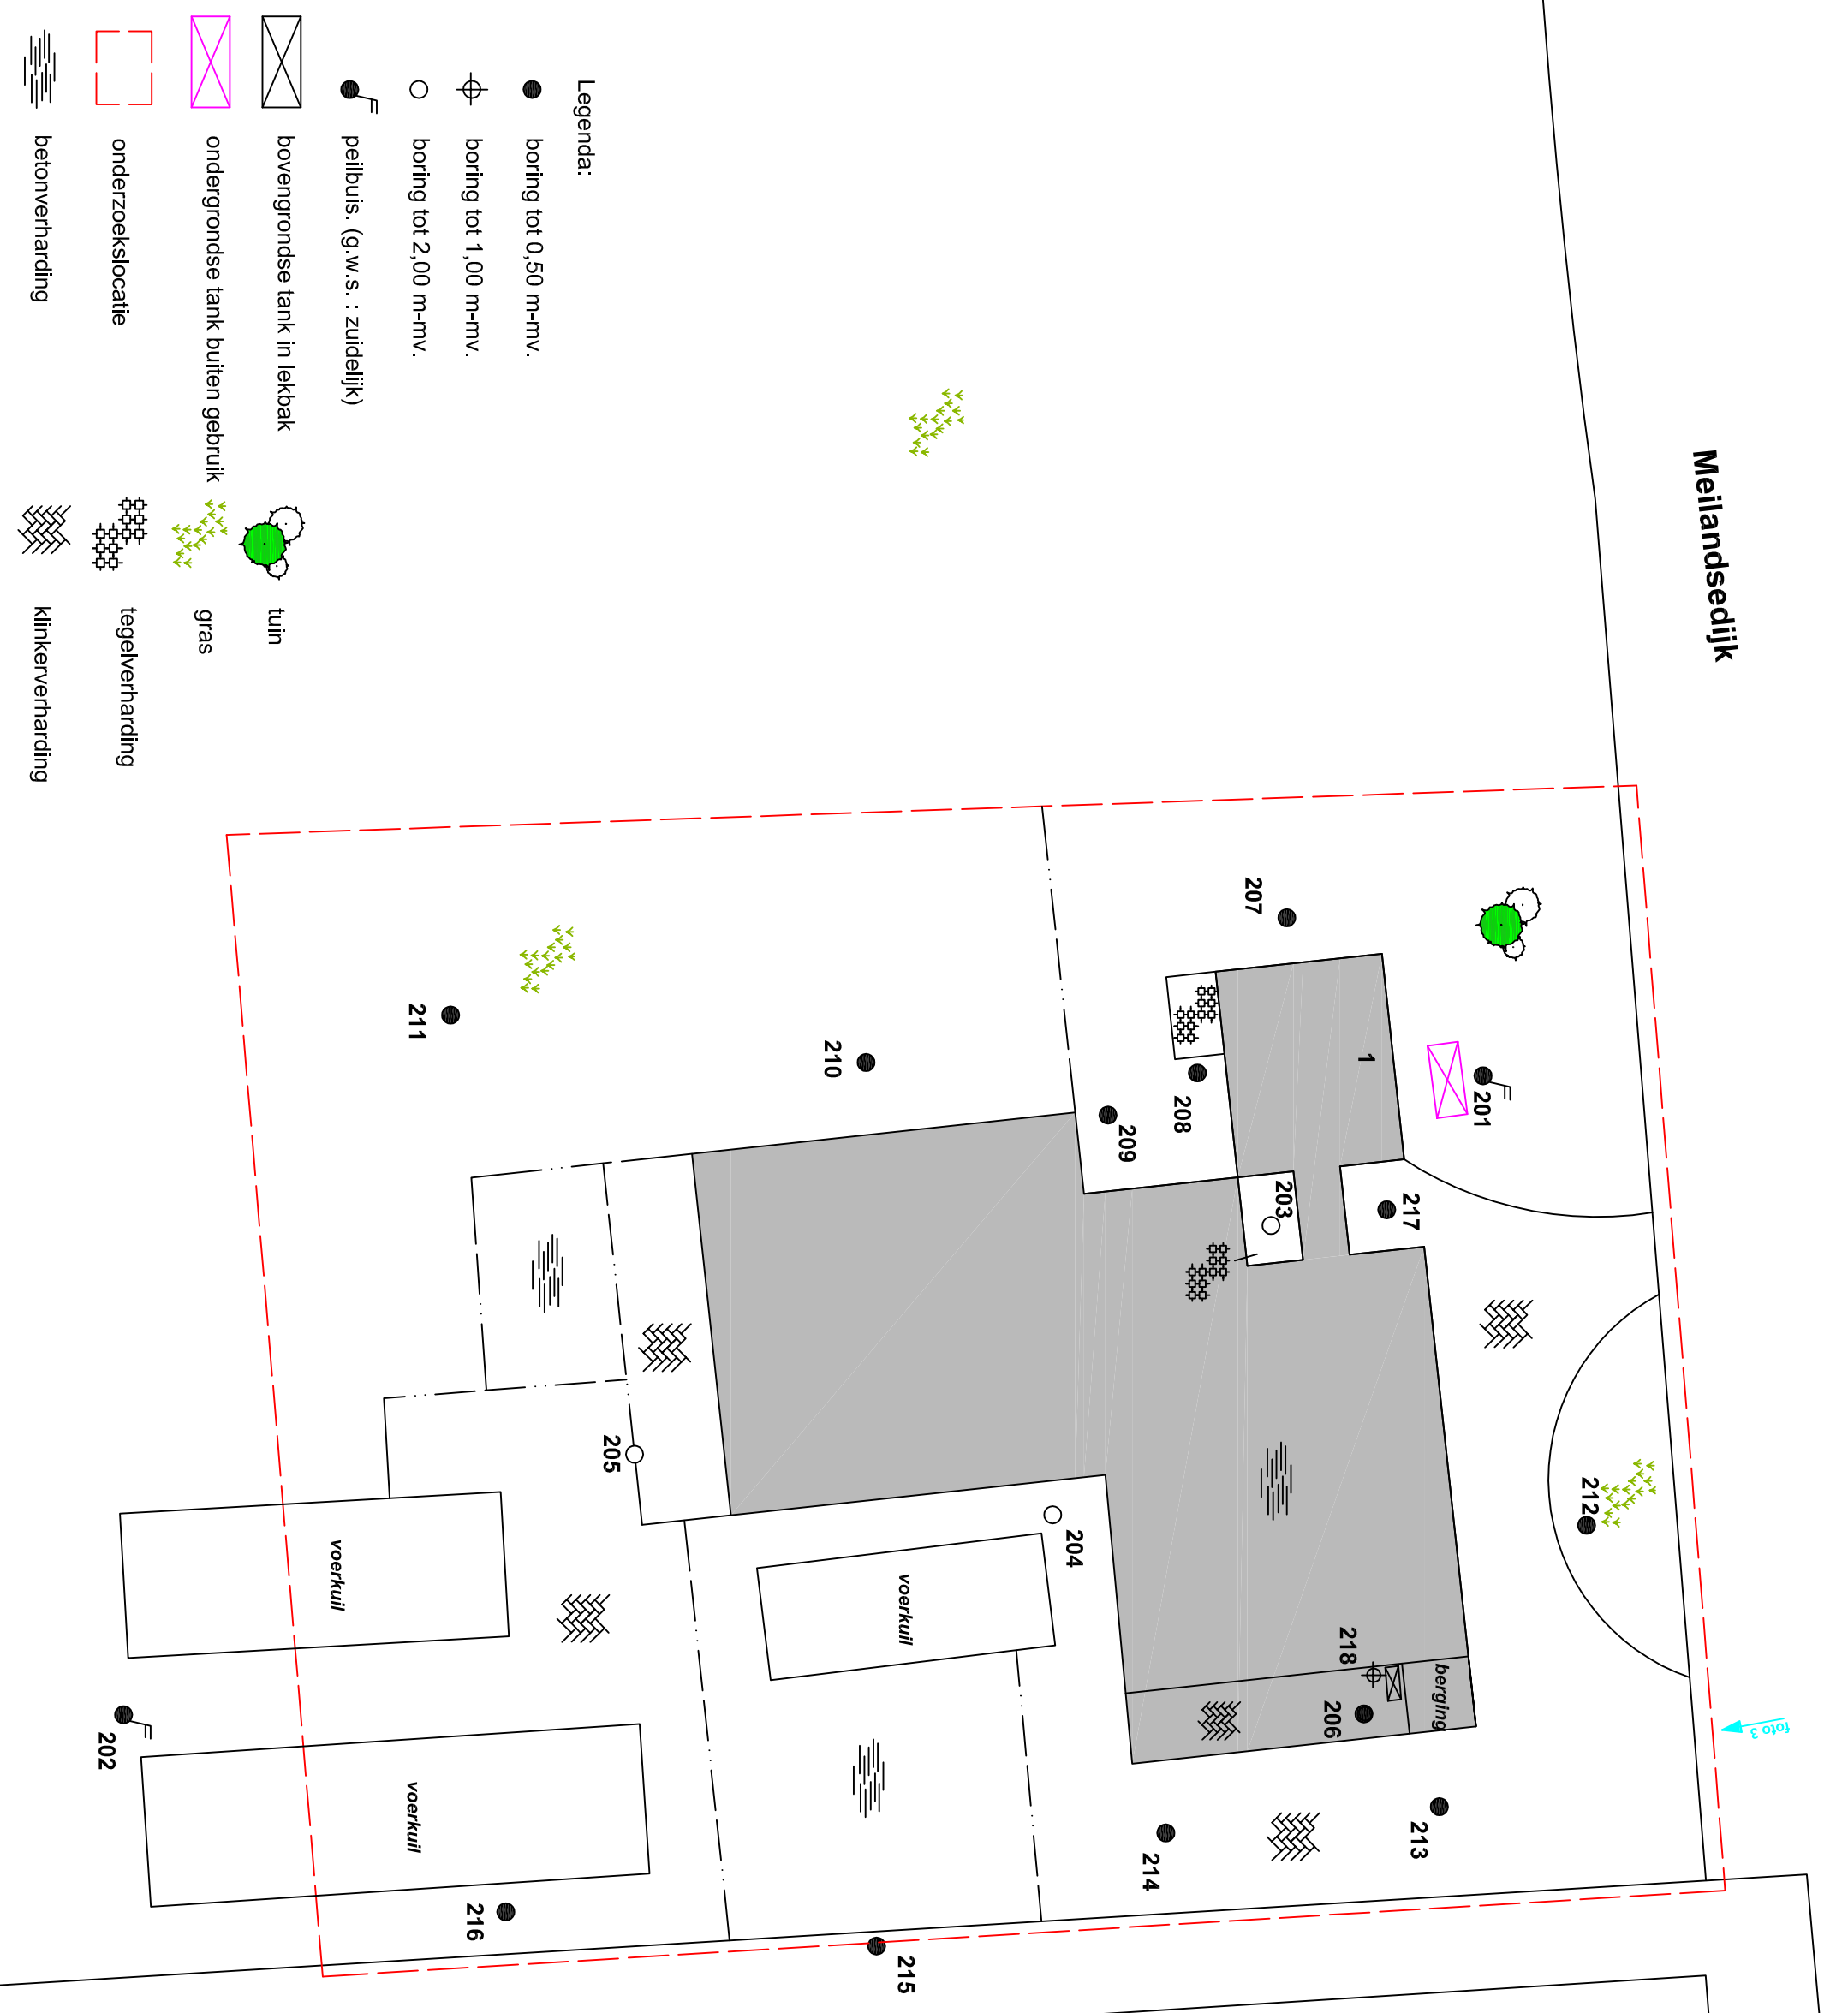 Meilandsedijk
Legenda:
boring tot 0,50 m-mv.
boring tot 1,00 m-mv.
boring tot 2,00 m-mv.
peilbuis. (g.w.s. : zuidelijk)
bovengrondse tank in lekbak
ondergrondse tank buiten gebruik
onderzoekslocatie
betonverharding
tuin
gras
tegelverharding
klinkerverharding
foto 3
212
201
217
1
203
207
208
209
210
211
berging
218
206
213
214
204
voerkuil
205
voerkuil
voerkuil
202
216
215